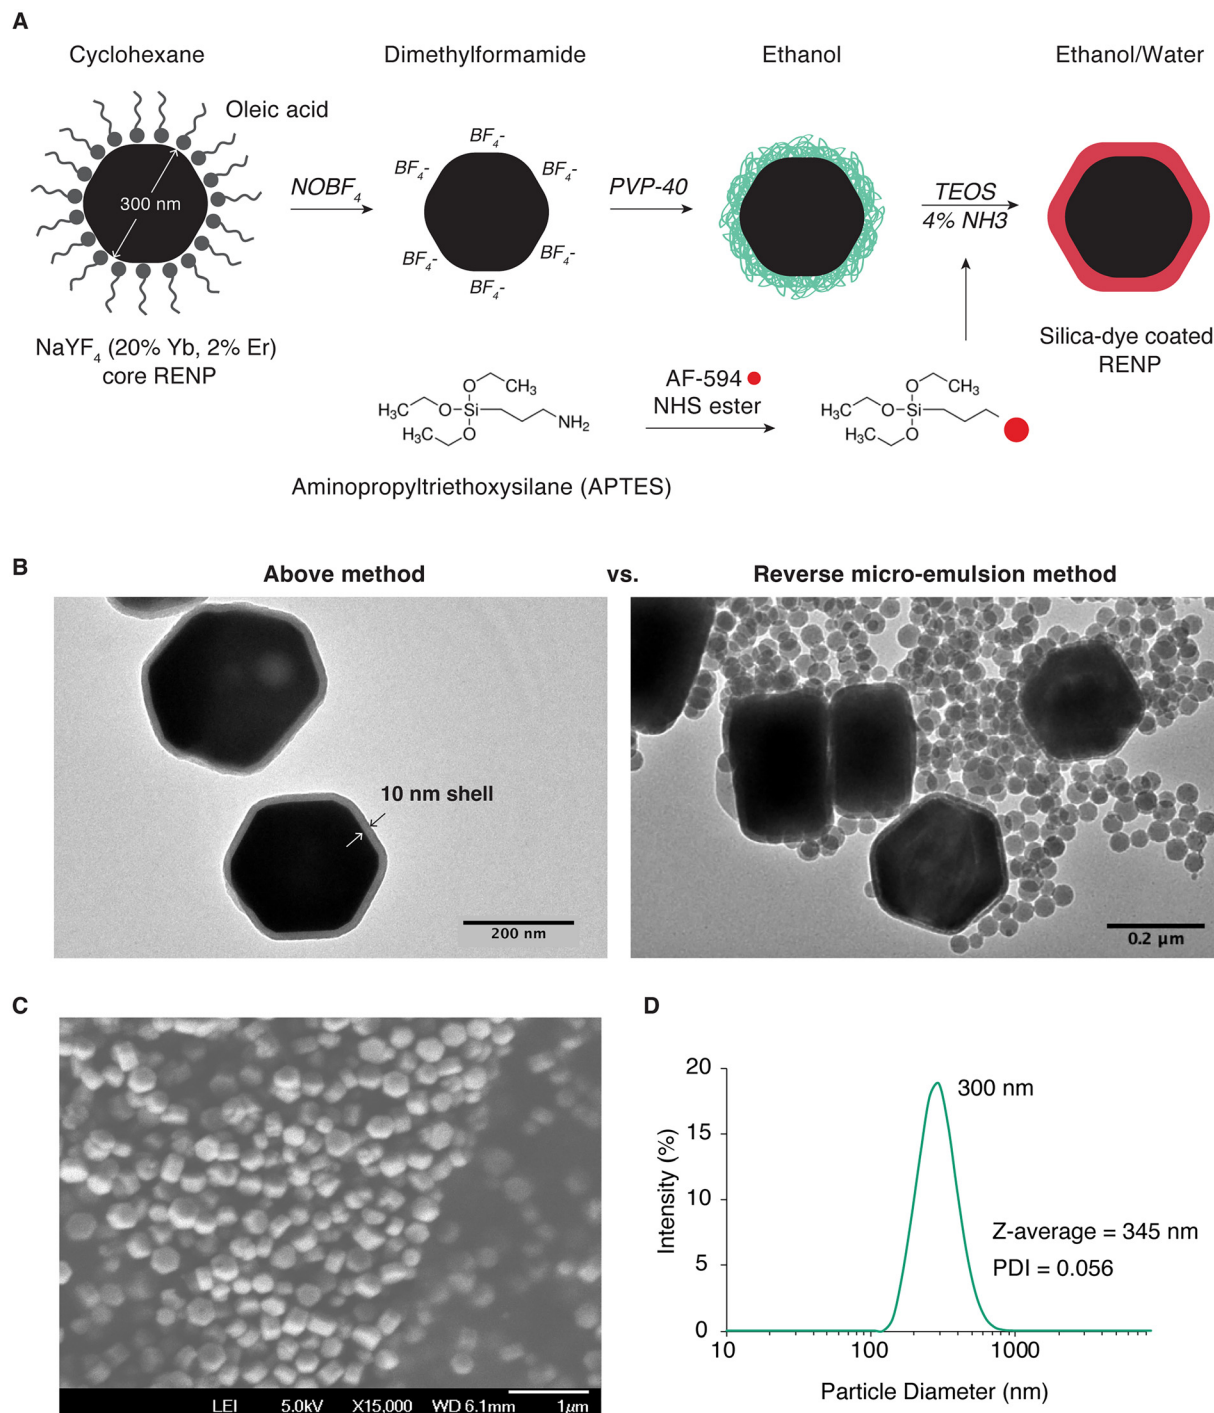 A
Cyclohexane
Dimethylformamide
Ethanol
Ethanol/Water
Oleic acid
300 nm
NOBF4
BF4-
BF4-
BF4-
BF4-
BF4-
BF4-
PVP-40
TEOS
4% NH3
NaYF4 (20% Yb, 2% Er)
core RENP
Silica-dye coated
RENP
H3C
O
CH3
O
Si
NH2
H3C
O
AF-594
NHS ester
H3C
O
CH3
O
Si
H3C
O
Aminopropyltriethoxysilane (APTES)
B
Above method
vs.
Reverse micro-emulsion method
10 nm shell
200 nm
0.2 µm
C
LEI 5.0kV X15,000 WD 6.1mm 1µm
D
20
15
10
5
0
Intensity (%)
300 nm
Z-average = 345 nm
PDI = 0.056
10
100
1000
Particle Diameter (nm)